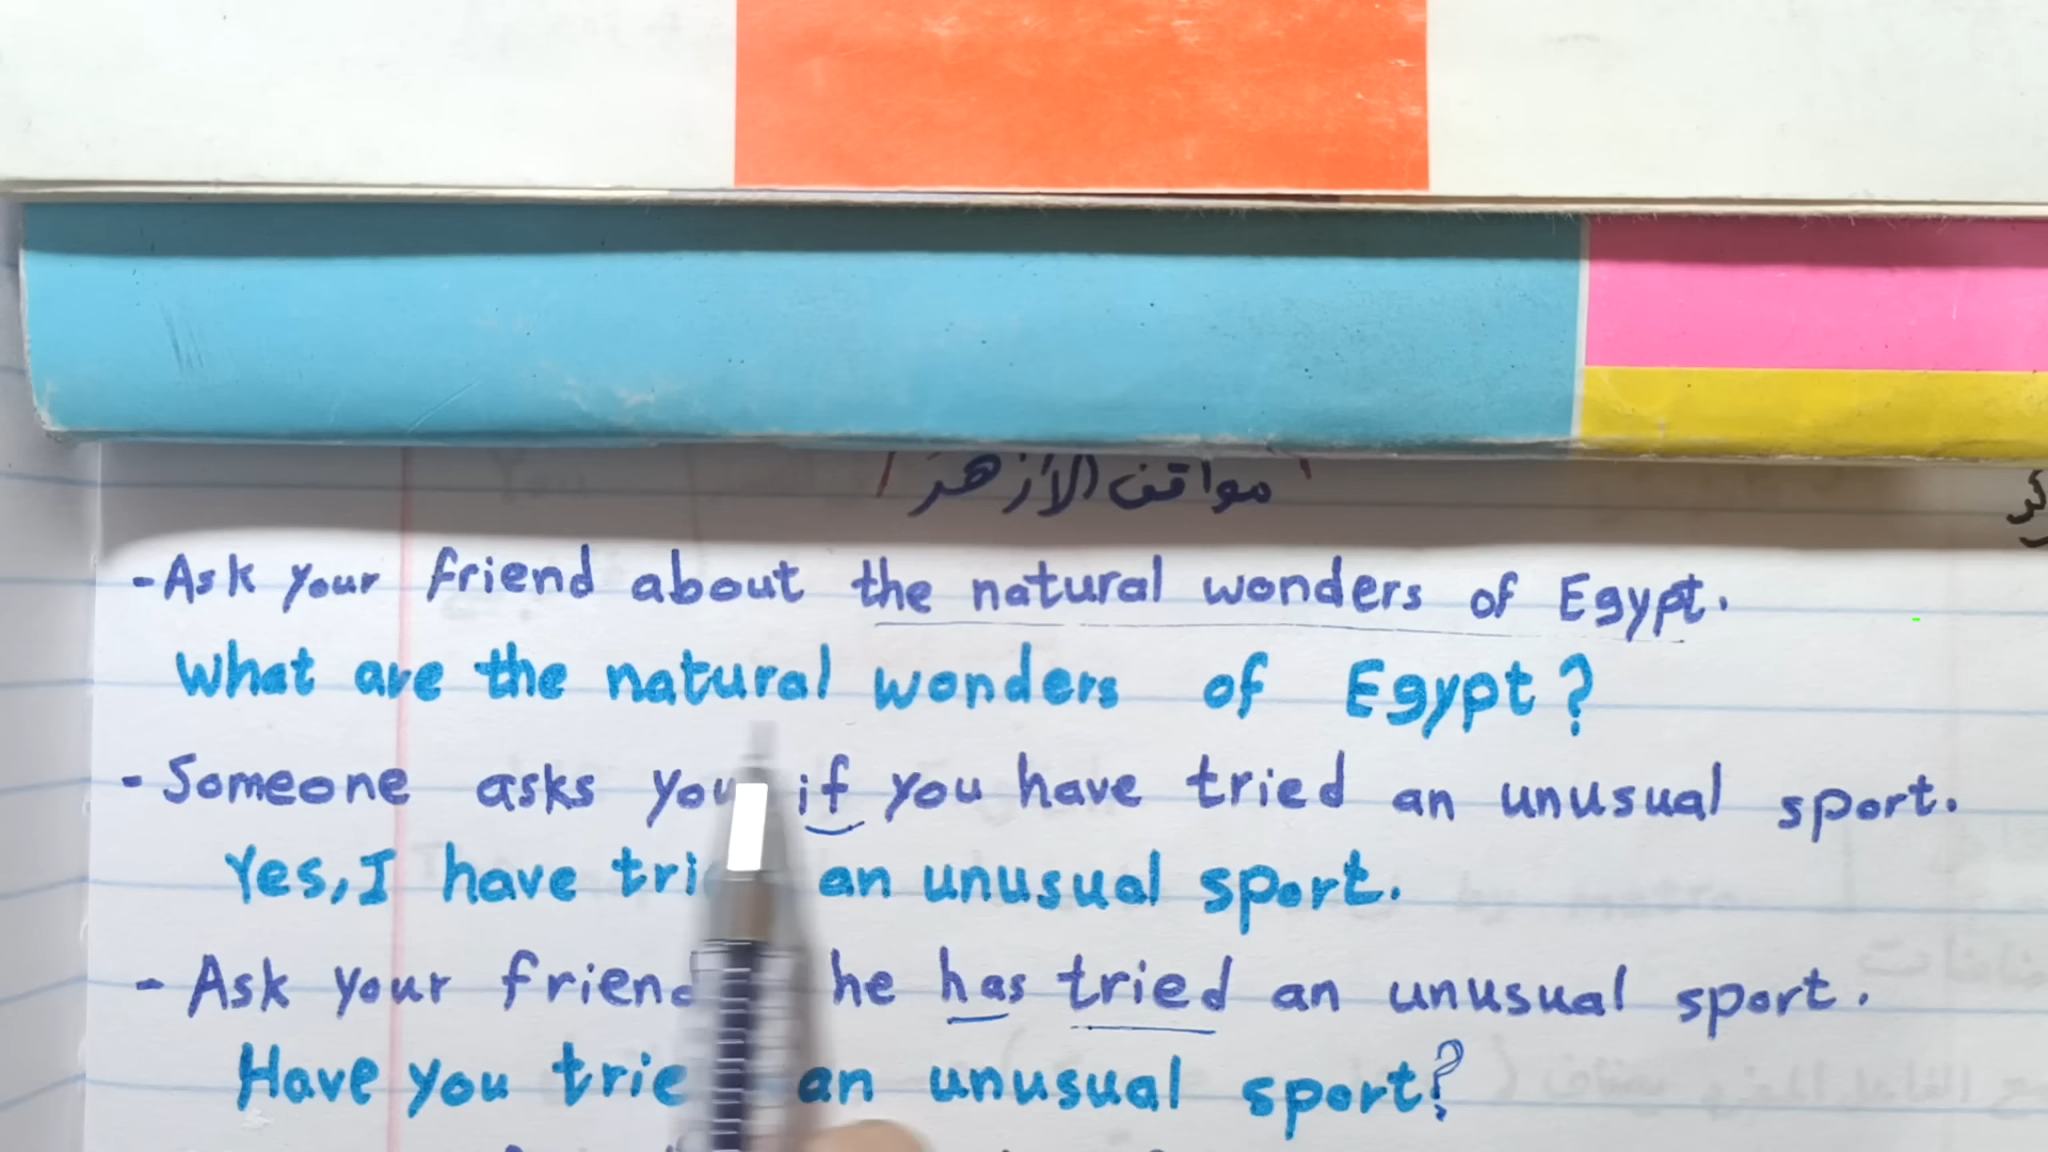 مواقف الأزهر
- Ask your friend about the natural wonders of Egypt.
What are the natural wonders of Egypt?
- Someone asks you if you have tried an unusual sport.
Yes, I have tried an unusual sport.
- Ask your friend he has tried an unusual sport.
Have you tried an unusual sport?